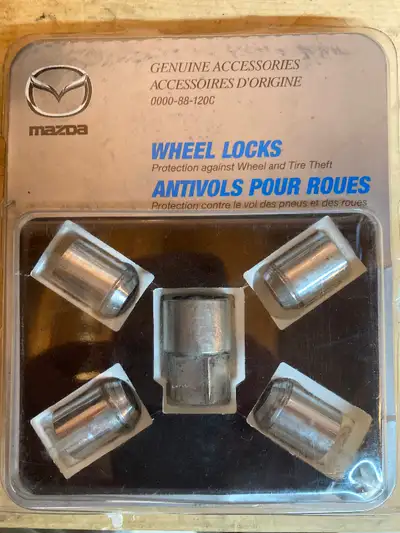 GENUINE ACCESSORIES
ACCESSOIRES D'ORIGINE
0000-88-120C
mazda
WHEEL LOCKS
Protection against Wheel and Tire Theft
ANTIVOLS POUR ROUES
Protection contre le vol des pneus et des roues